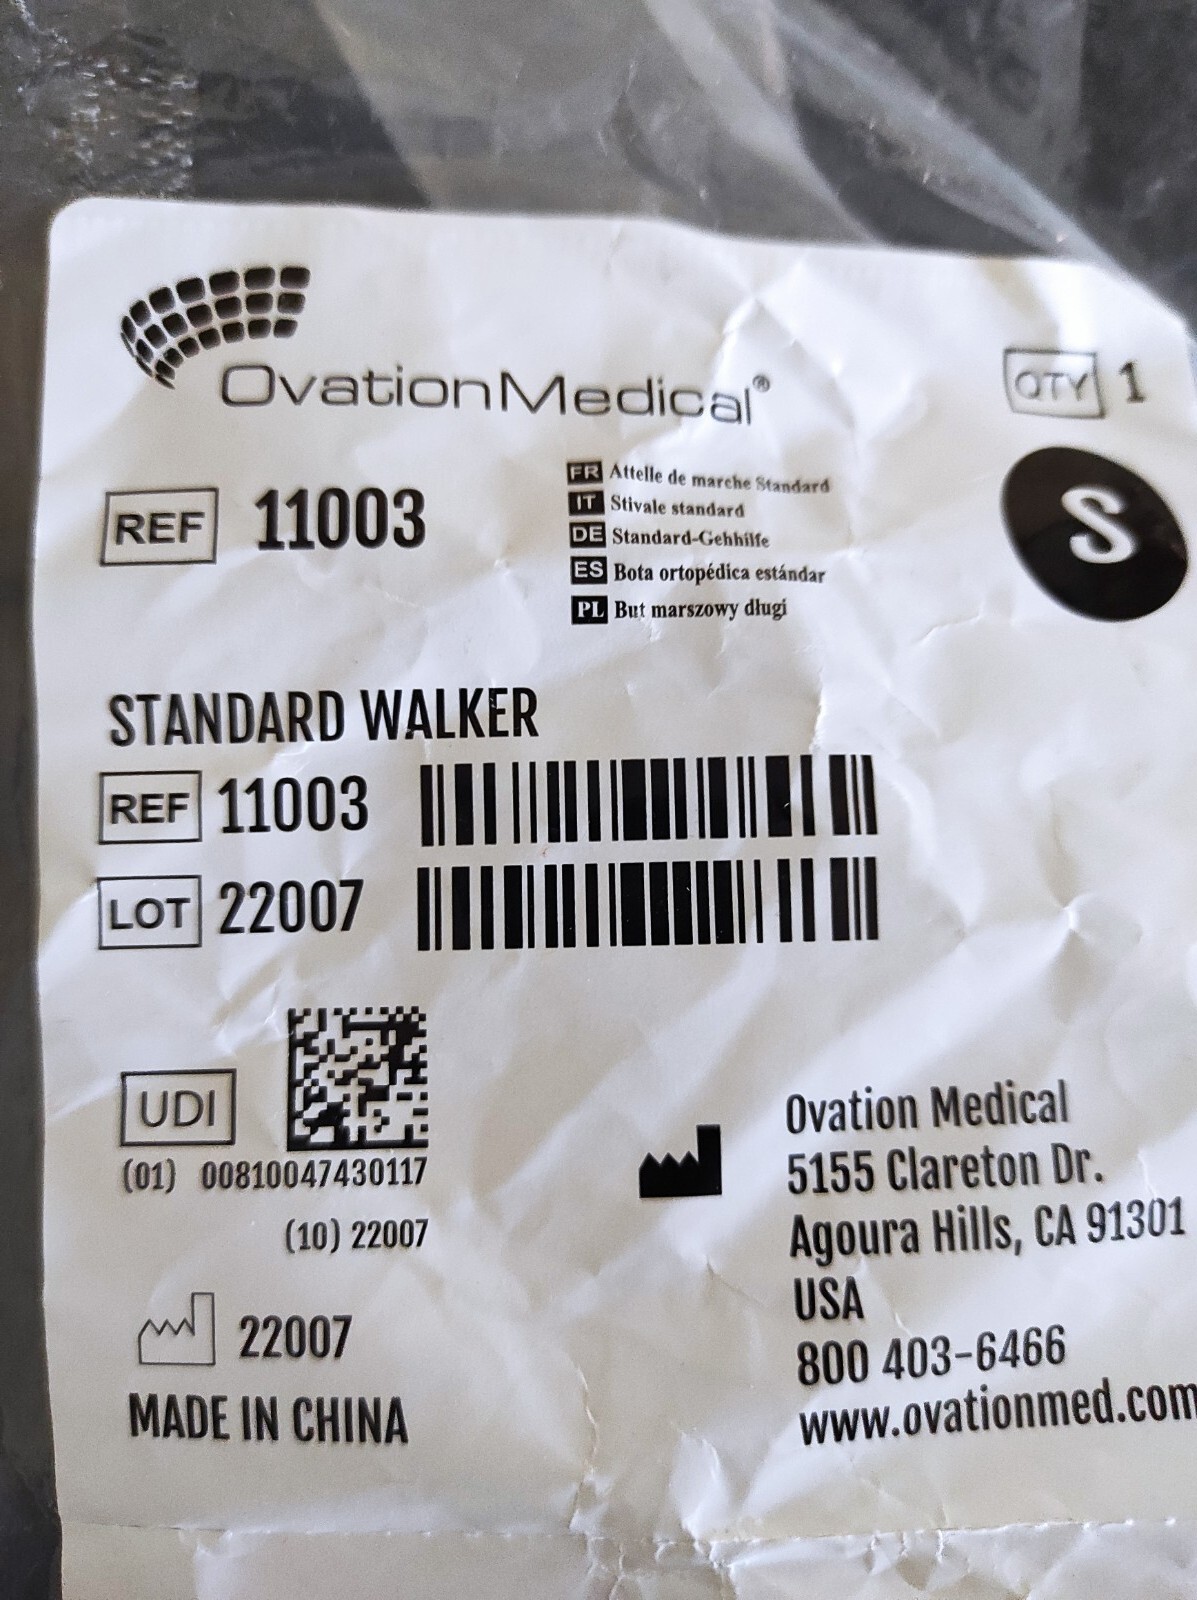 OvationMedical®
QTY 1
REF 11003
FR Attelle de marche Standard
IT Stivale standard
DE Standard-Gehhilfe
ES Bota ortopédica estándar
PL But marszowy długi
S
STANDARD WALKER
REF 11003
LOT 22007
UDI
(01) 00810047430117
(10) 22007
22007
MADE IN CHINA
Ovation Medical
5155 Clareton Dr.
Agoura Hills, CA 91301
USA
800 403-6466
www.ovationmed.com